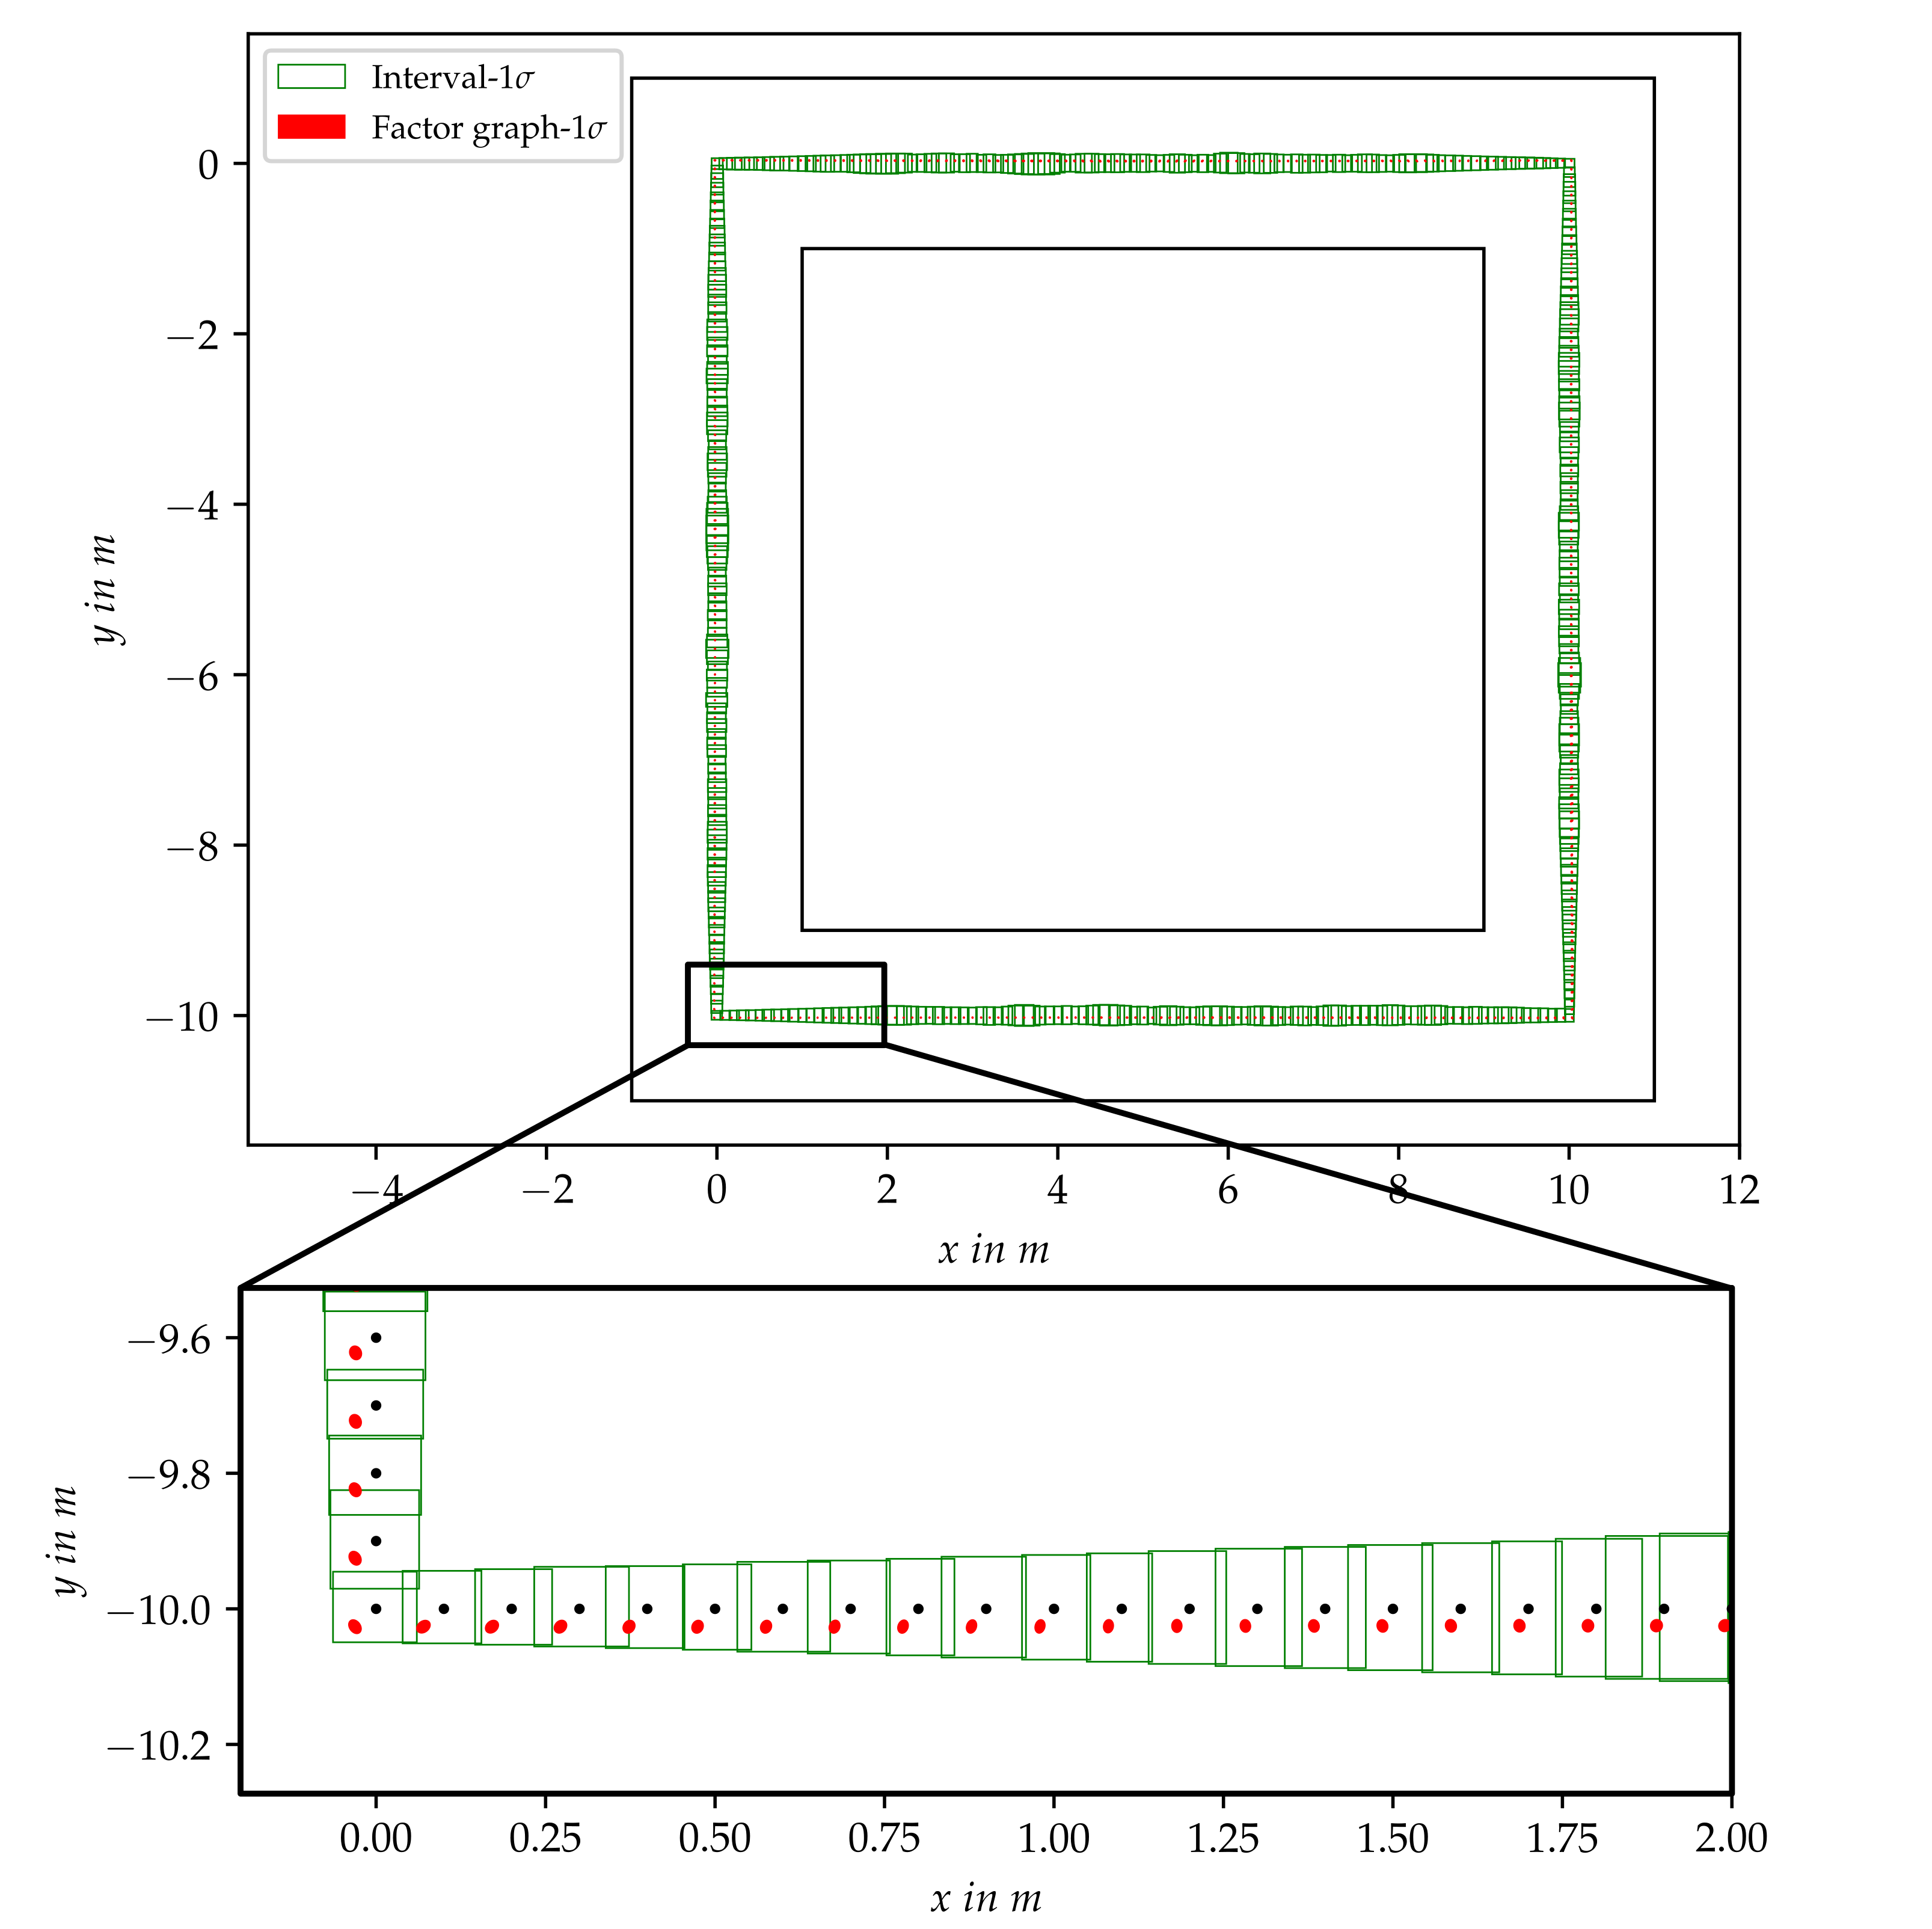 Interval-1σ
Factor graph-1σ
0
−2
−4
−6
−8
−10
y in m
−4 −2 0 2 4 6 8 10 12
x in m
−9.6
−9.8
−10.0
−10.2
y in m
0.00 0.25 0.50 0.75 1.00 1.25 1.50 1.75 2.00
x in m